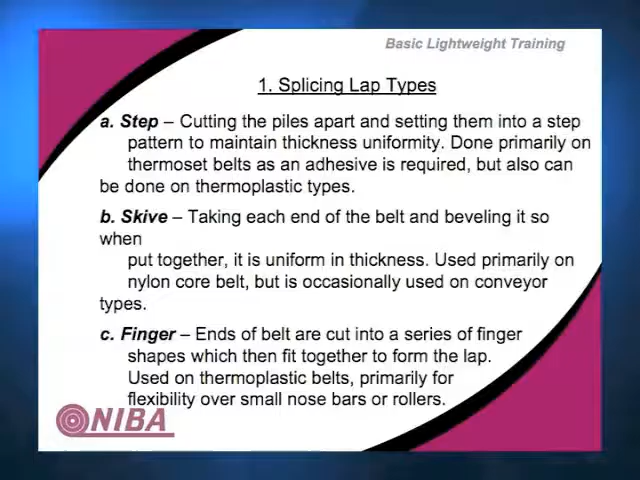 Basic Lightweight Training
1. Splicing Lap Types
a. Step – Cutting the piles apart and setting them into a step
pattern to maintain thickness uniformity. Done primarily on
thermoset belts as an adhesive is required, but also can
be done on thermoplastic types.
b. Skive – Taking each end of the belt and beveling it so
when
put together, it is uniform in thickness. Used primarily on
nylon core belt, but is occasionally used on conveyor
types.
c. Finger – Ends of belt are cut into a series of finger
shapes which then fit together to form the lap.
Used on thermoplastic belts, primarily for
flexibility over small nose bars or rollers.
NIBA